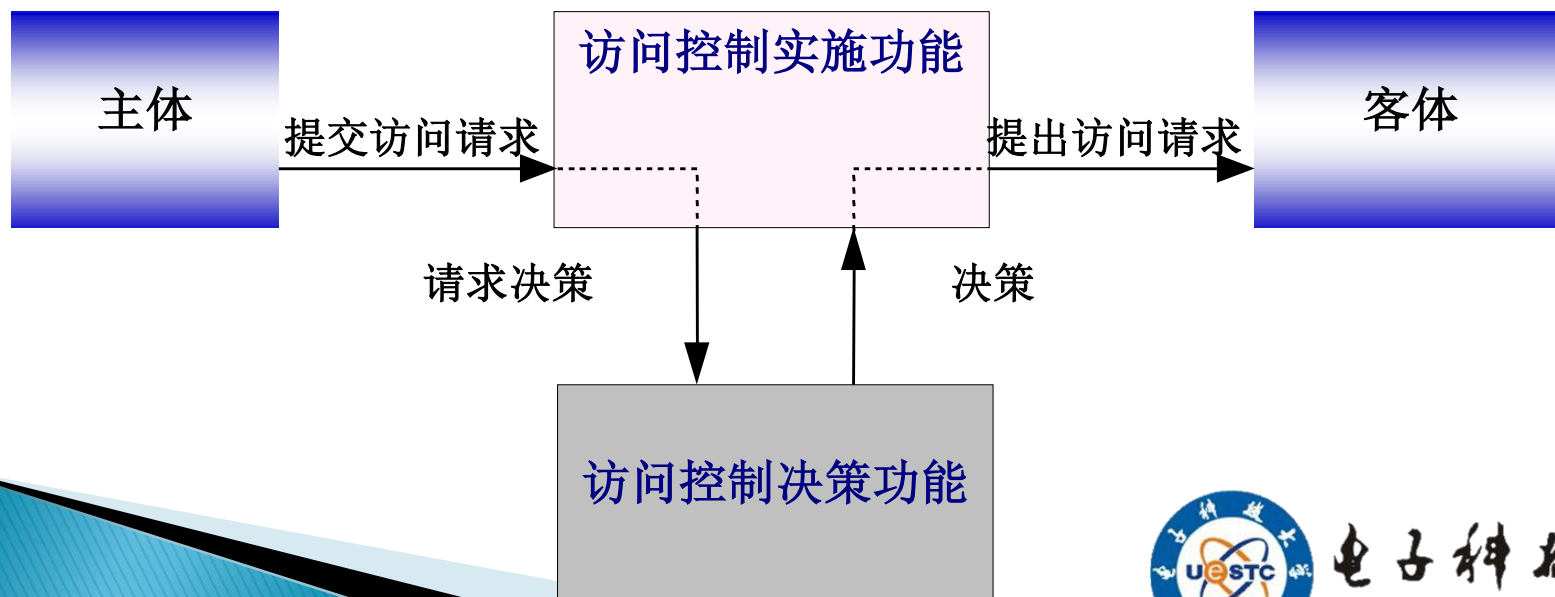 访问控制实施功能
主体
客体
提交访问请求
提出访问请求
请求决策
决策
访问控制决策功能
UESTC
电子科